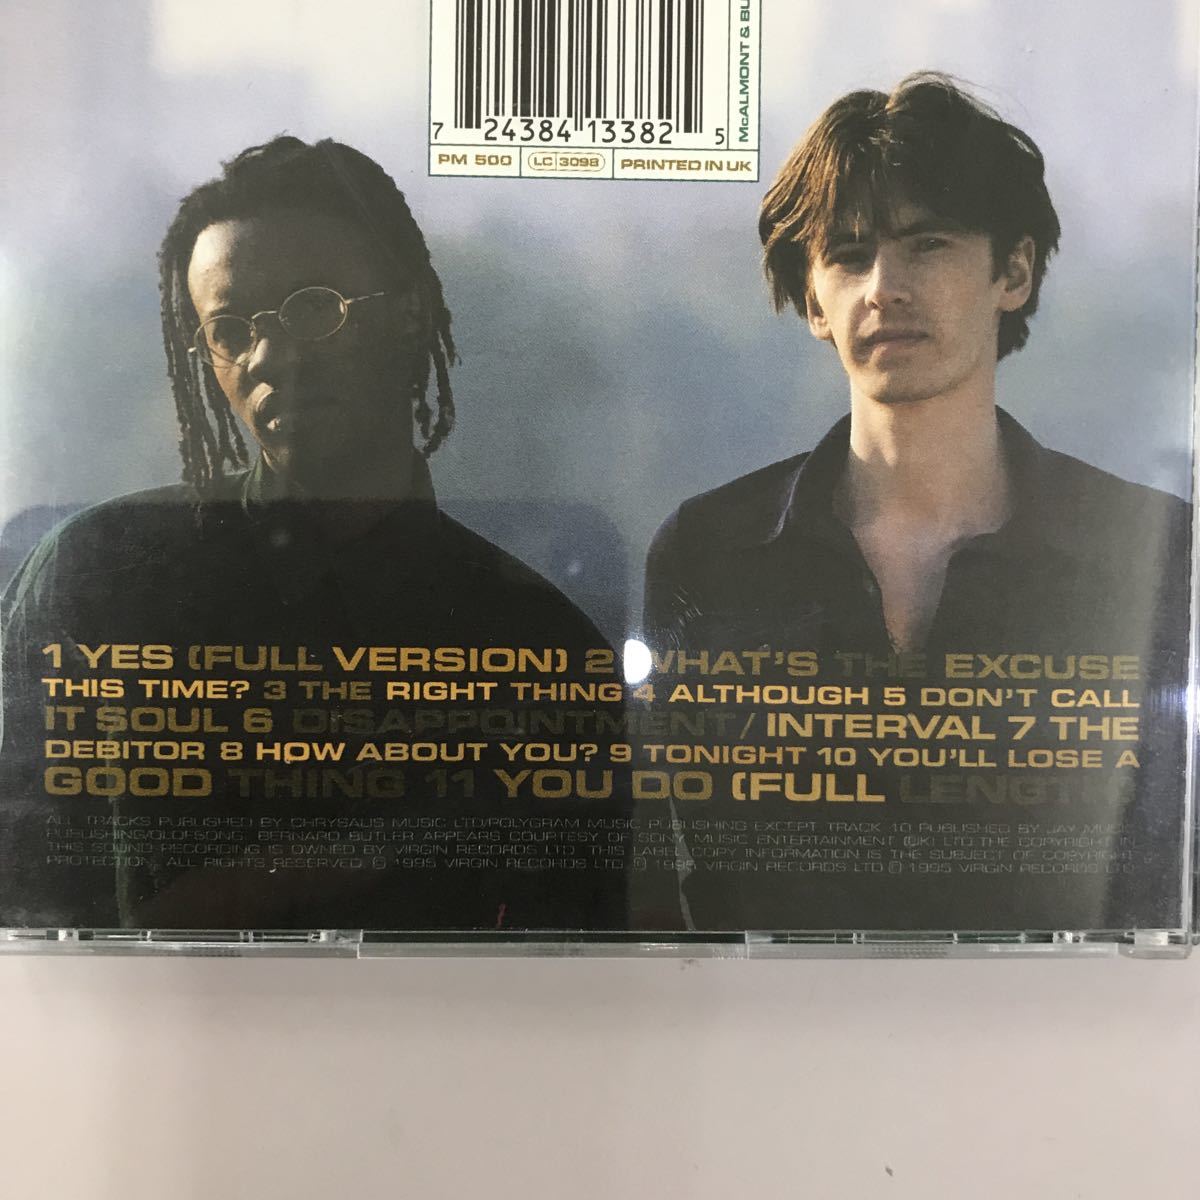 McALMONT & BU
7 24384 13382 5
PM 500 LC 3098 PRINTED IN UK
1 YES (FULL VERSION) 2 WHAT'S THE EXCUSE
THIS TIME? 3 THE RIGHT THING 4 ALTHOUGH 5 DON'T CALL
IT SOUL 6 DISAPPOINTMENT/INTERVAL 7 THE
DEBITOR 8 HOW ABOUT YOU? 9 TONIGHT 10 YOU'LL LOSE A
GOOD THING 11 YOU DO (FULL LENGTH)
ALL TRACKS PUBLISHED BY CHRYSALIS MUSIC LTD/POLYGRAM MUSIC PUBLISHING EXCEPT TRACK 10 PUBLISHED BY JAY MUSIC
PUBLISHING/OLOFSONG. BERNARD BUTLER APPEARS COURTESY OF SONY MUSIC ENTERTAINMENT (UK) LTD THE COPYRIGHT IN
THIS SOUND RECORDING IS OWNED BY VIRGIN RECORDS LTD. THIS LABEL COPY INFORMATION IS THE SUBJECT OF COPYRIGHT
PROTECTION. ALL RIGHTS RESERVED © 1995 VIRGIN RECORDS LTD ℗ 1995 VIRGIN RECORDS LTD © 1995 VIRGIN RECORDS LTD